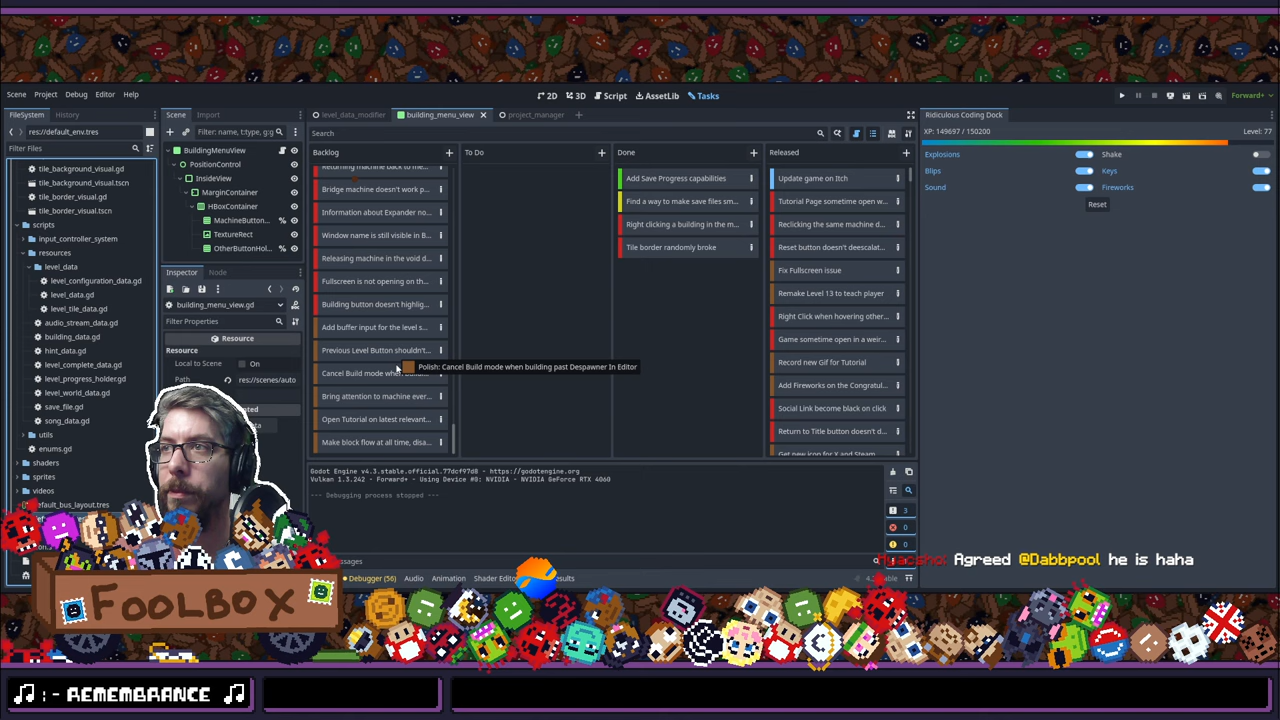 Scene Project Debug Editor Help
2D 3D Script AssetLib Tasks
Forward+
FileSystem History
res://default_env.tres
Filter Files
tile_background_visual.gd
tile_background_visual.tscn
tile_border_visual.gd
tile_border_visual.tscn
scripts
input_controller_system
resources
level_data
level_configuration_data.gd
level_data.gd
level_tile_data.gd
audio_stream_data.gd
building_data.gd
hint_data.gd
level_complete_data.gd
level_progress_holder.gd
level_world_data.gd
save_file.gd
song_data.gd
utils
enums.gd
shaders
sprites
videos
default_bus_layout.tres
Scene Import
Filter: name, t:type, g:g
BuildingMenuView
PositionControl
InsideView
MarginContainer
HBoxContainer
MachineButton...
TextureRect
OtherButtonHol...
Inspector Node
building_menu_view.gd
Filter Properties
Resource
Resource
Local to Scene On
Path res://scenes/auto
level_data_modifier building_menu_view project_manager
Search
Backlog
Bridge machine doesn't work p...
Information about Expander no...
Window name is still visible in B...
Releasing machine in the void d...
Fullscreen is not opening on th...
Building button doesn't highlig...
Add buffer input for the level s...
Previous Level Button shouldn't...
Cancel Build mode when
Bring attention to machine ever...
Open Tutorial on latest relevant...
Make block flow at all time, disa...
Polish: Cancel Build mode when building past Despawner In Editor
To Do
Done
Add Save Progress capabilities
Find a way to make save files sm...
Right clicking a building in the m...
Tile border randomly broke
Released
Update game on Itch
Tutorial Page sometime open w...
Reclicking the same machine d...
Reset button doesn't deescalat...
Fix Fullscreen issue
Remake Level 13 to teach player
Right Click when hovering other...
Game sometime open in a weir...
Record new Gif for Tutorial
Add Fireworks on the Congratul...
Social Link become black on click
Return to Title button doesn't d...
Get new icon for X and Steam
Godot Engine v4.3.stable.official.77dcf97d8 - https://godotengine.org
Vulkan 1.3.242 - Forward+ - Using Device #0: NVIDIA - NVIDIA GeForce RTX 4060
--- Debugging process stopped ---
3
0
0
Debugger (56) Audio Animation Shader Edit
Ridiculous Coding Dock
XP: 149697 / 150200 Level: 77
Explosions Shake
Blips Keys
Sound Fireworks
Reset
Agreed @Dabbpool he is haha
FOOLBOX
:- REMEMBRANCE